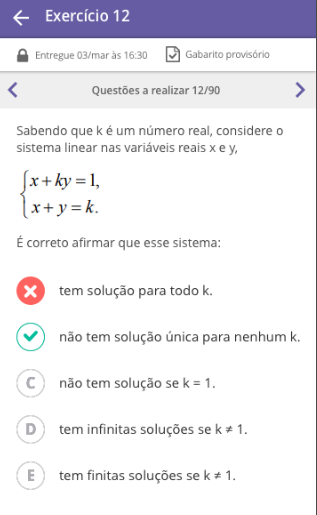 Exercício 12
Entregue 03/mar às 16:30 Gabarito provisório
Questões a realizar 12/90
Sabendo que k é um número real, considere o
sistema linear nas variáveis reais x e y,
x + ky = 1,
x + y = k.
É correto afirmar que esse sistema:
tem solução para todo k.
não tem solução única para nenhum k.
C não tem solução se k = 1.
D tem infinitas soluções se k ≠ 1.
E tem finitas soluções se k ≠ 1.